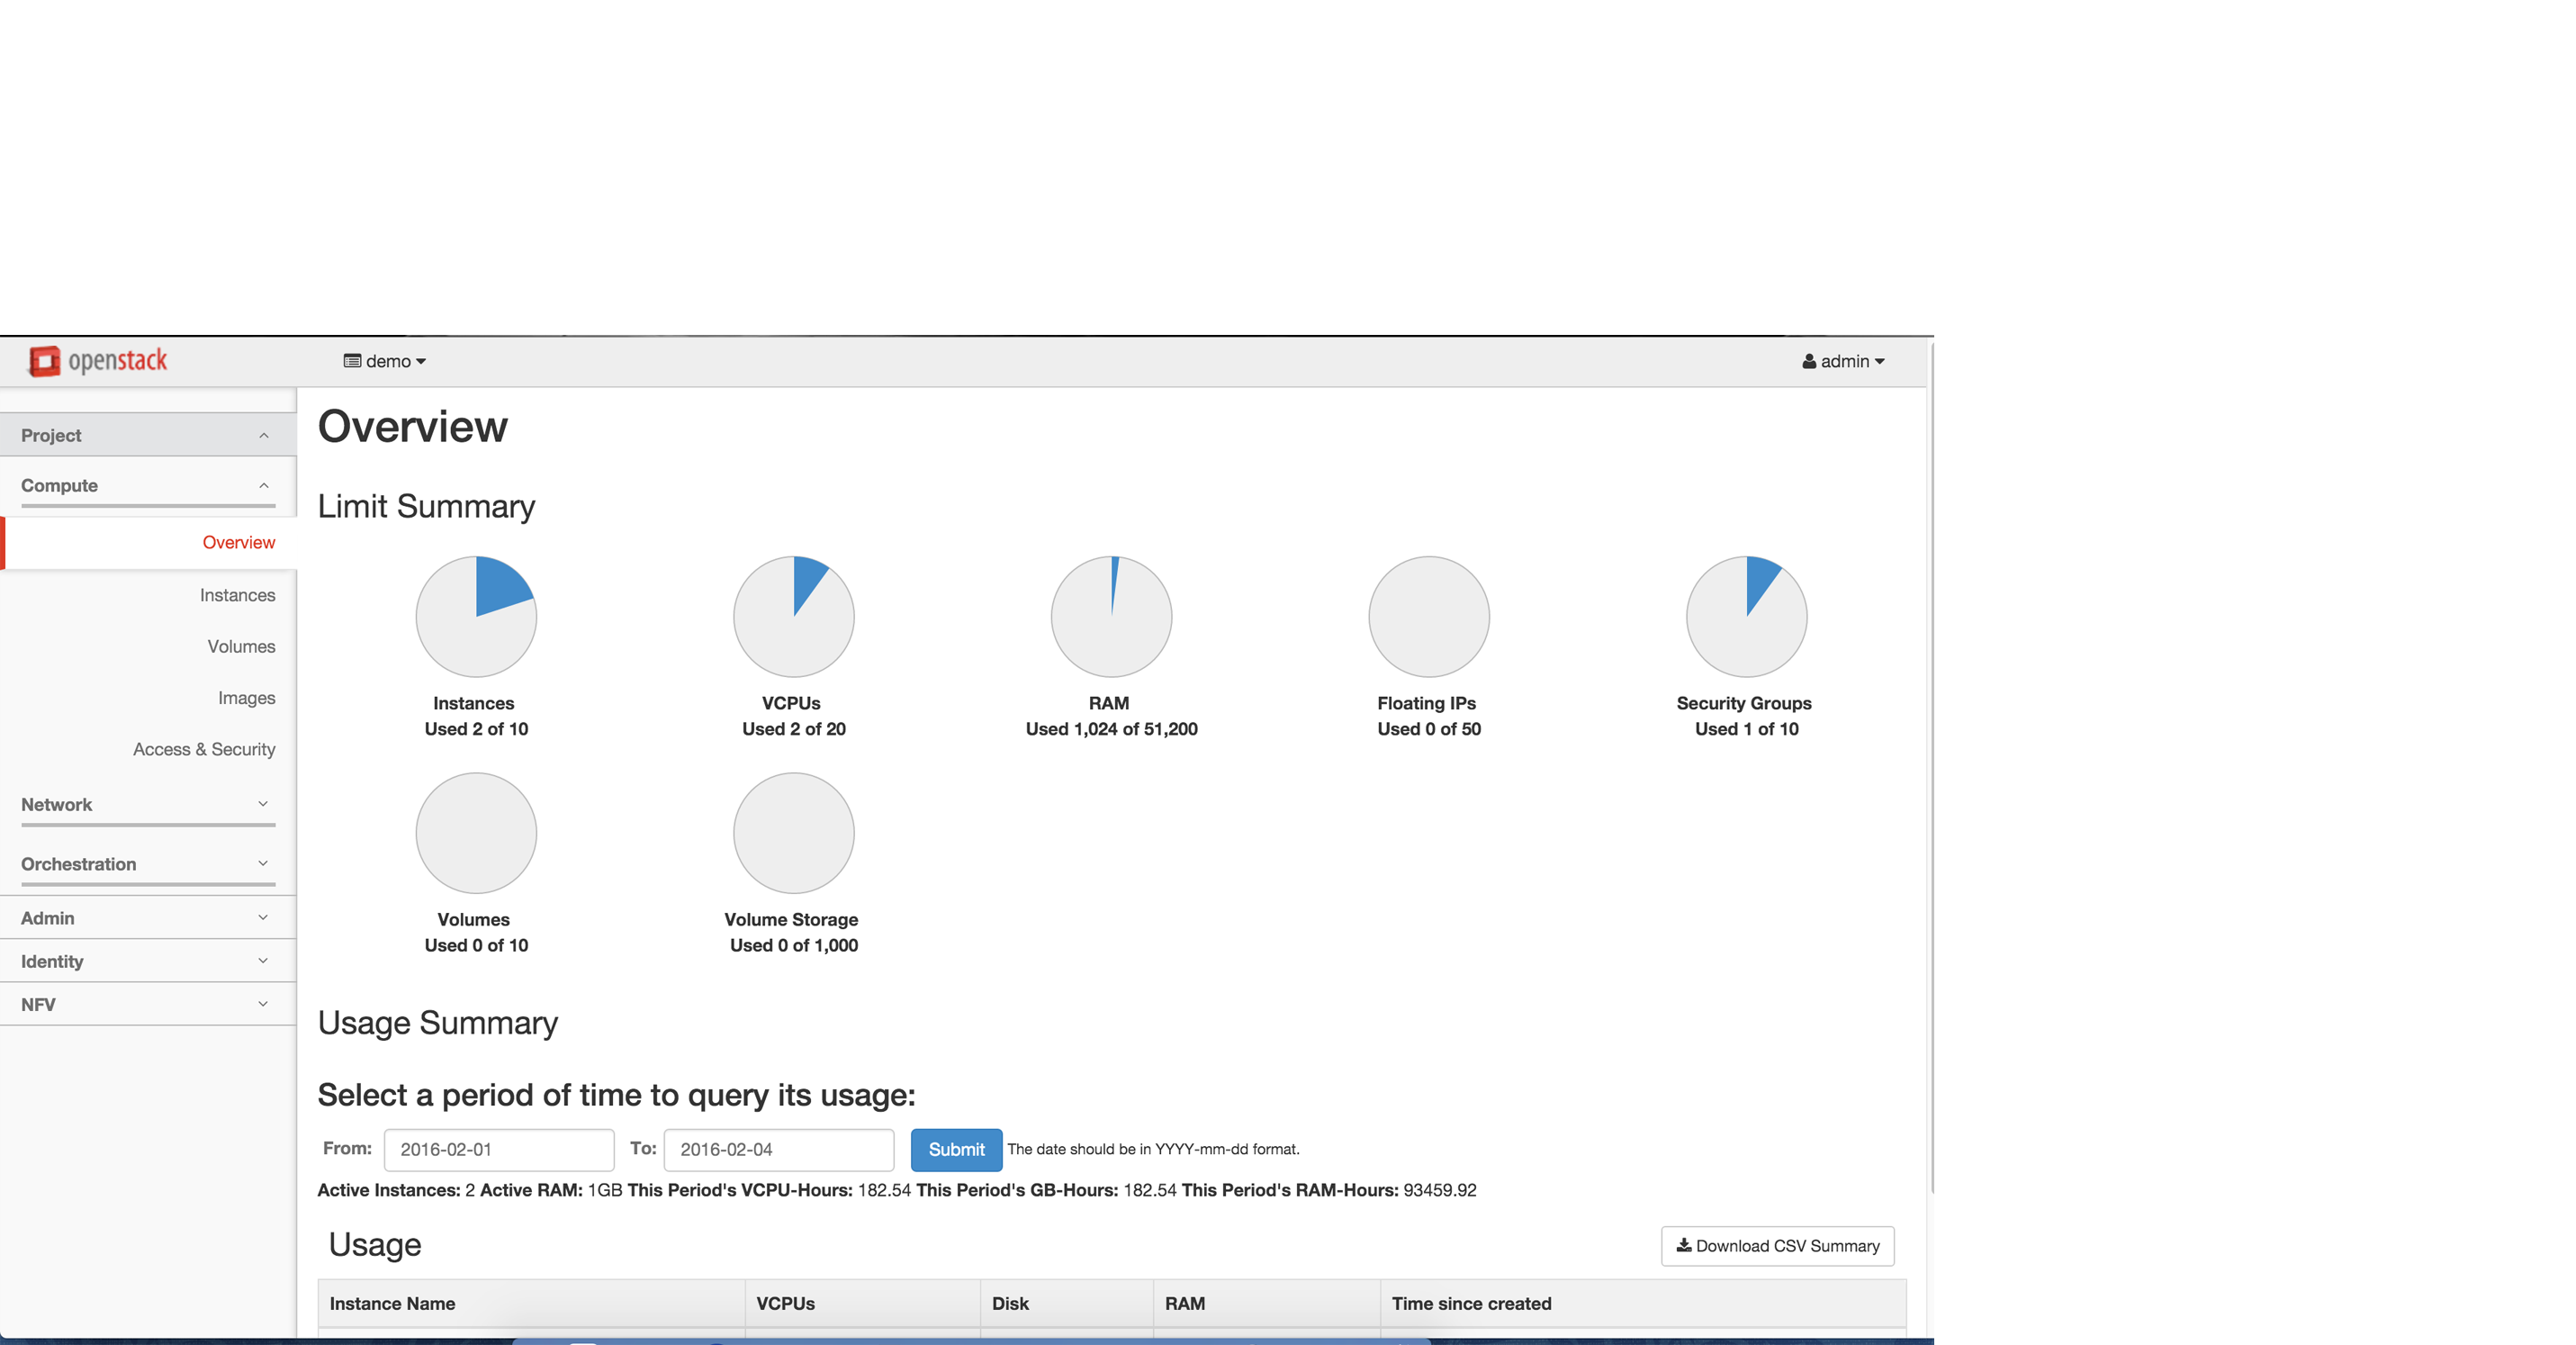 openstack
demo
admin
Project
Compute
Overview
Instances
Volumes
Images
Access & Security
Network
Orchestration
Admin
Identity
NFV
Overview
Limit Summary
Instances
Used 2 of 10
VCPUs
Used 2 of 20
RAM
Used 1,024 of 51,200
Floating IPs
Used 0 of 50
Security Groups
Used 1 of 10
Volumes
Used 0 of 10
Volume Storage
Used 0 of 1,000
Usage Summary
Select a period of time to query its usage:
From: 2016-02-01 To: 2016-02-04 Submit The date should be in YYYY-mm-dd format.
Active Instances: 2 Active RAM: 1GB This Period's VCPU-Hours: 182.54 This Period's GB-Hours: 182.54 This Period's RAM-Hours: 93459.92
Usage
Download CSV Summary
Instance Name VCPUs Disk RAM Time since created